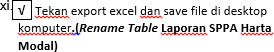 xi. √ Tekan export excel dan save file di desktop
komputer.(Rename Table Laporan SPPA Harta
Modal)